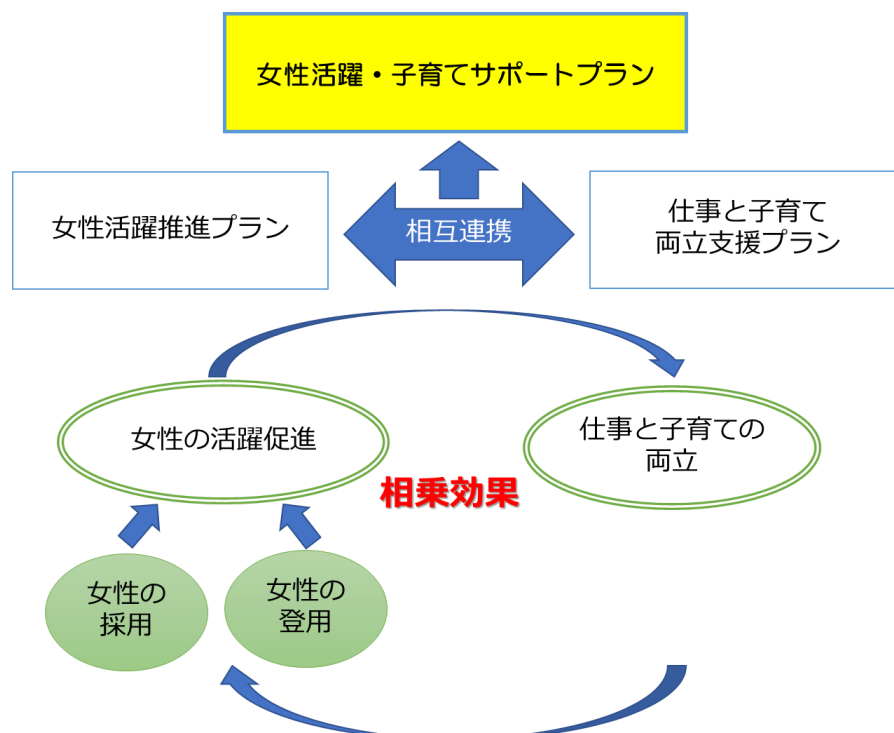 女性活躍・子育てサポートプラン
女性活躍推進プラン
相互連携
仕事と子育て
両立支援プラン
女性の活躍促進
仕事と子育ての
両立
相乗効果
女性の
採用
女性の
登用